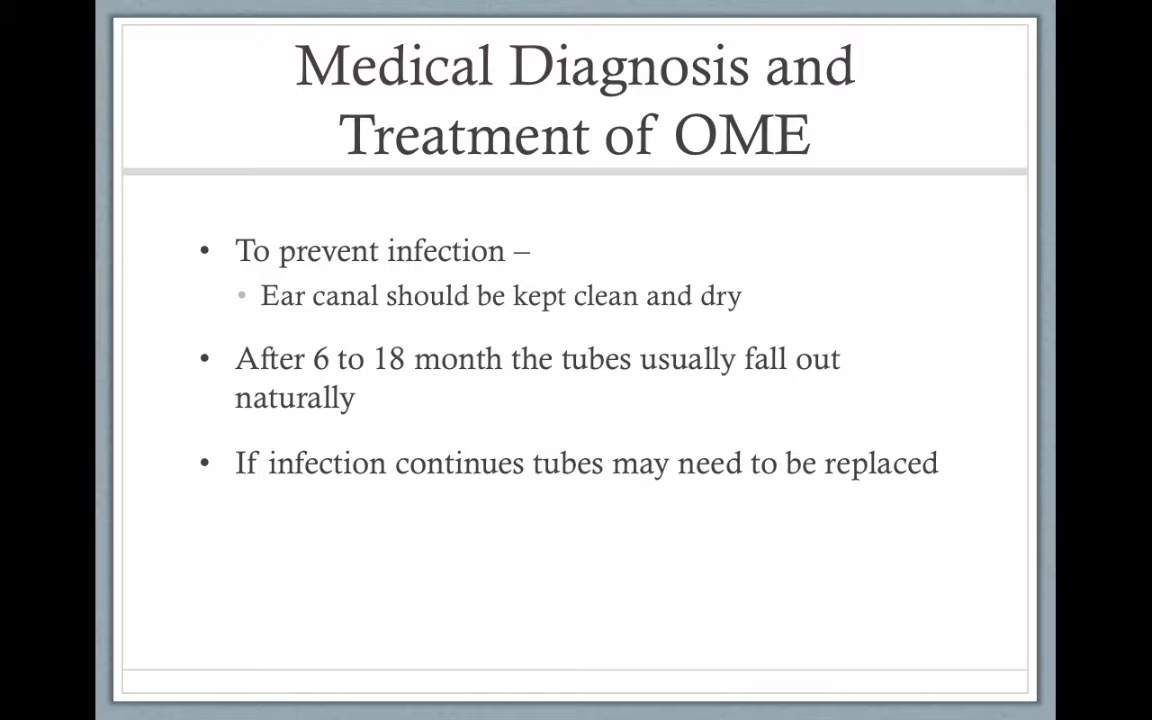 Medical Diagnosis and
Treatment of OME
• To prevent infection –
• Ear canal should be kept clean and dry
• After 6 to 18 month the tubes usually fall out
naturally
• If infection continues tubes may need to be replaced